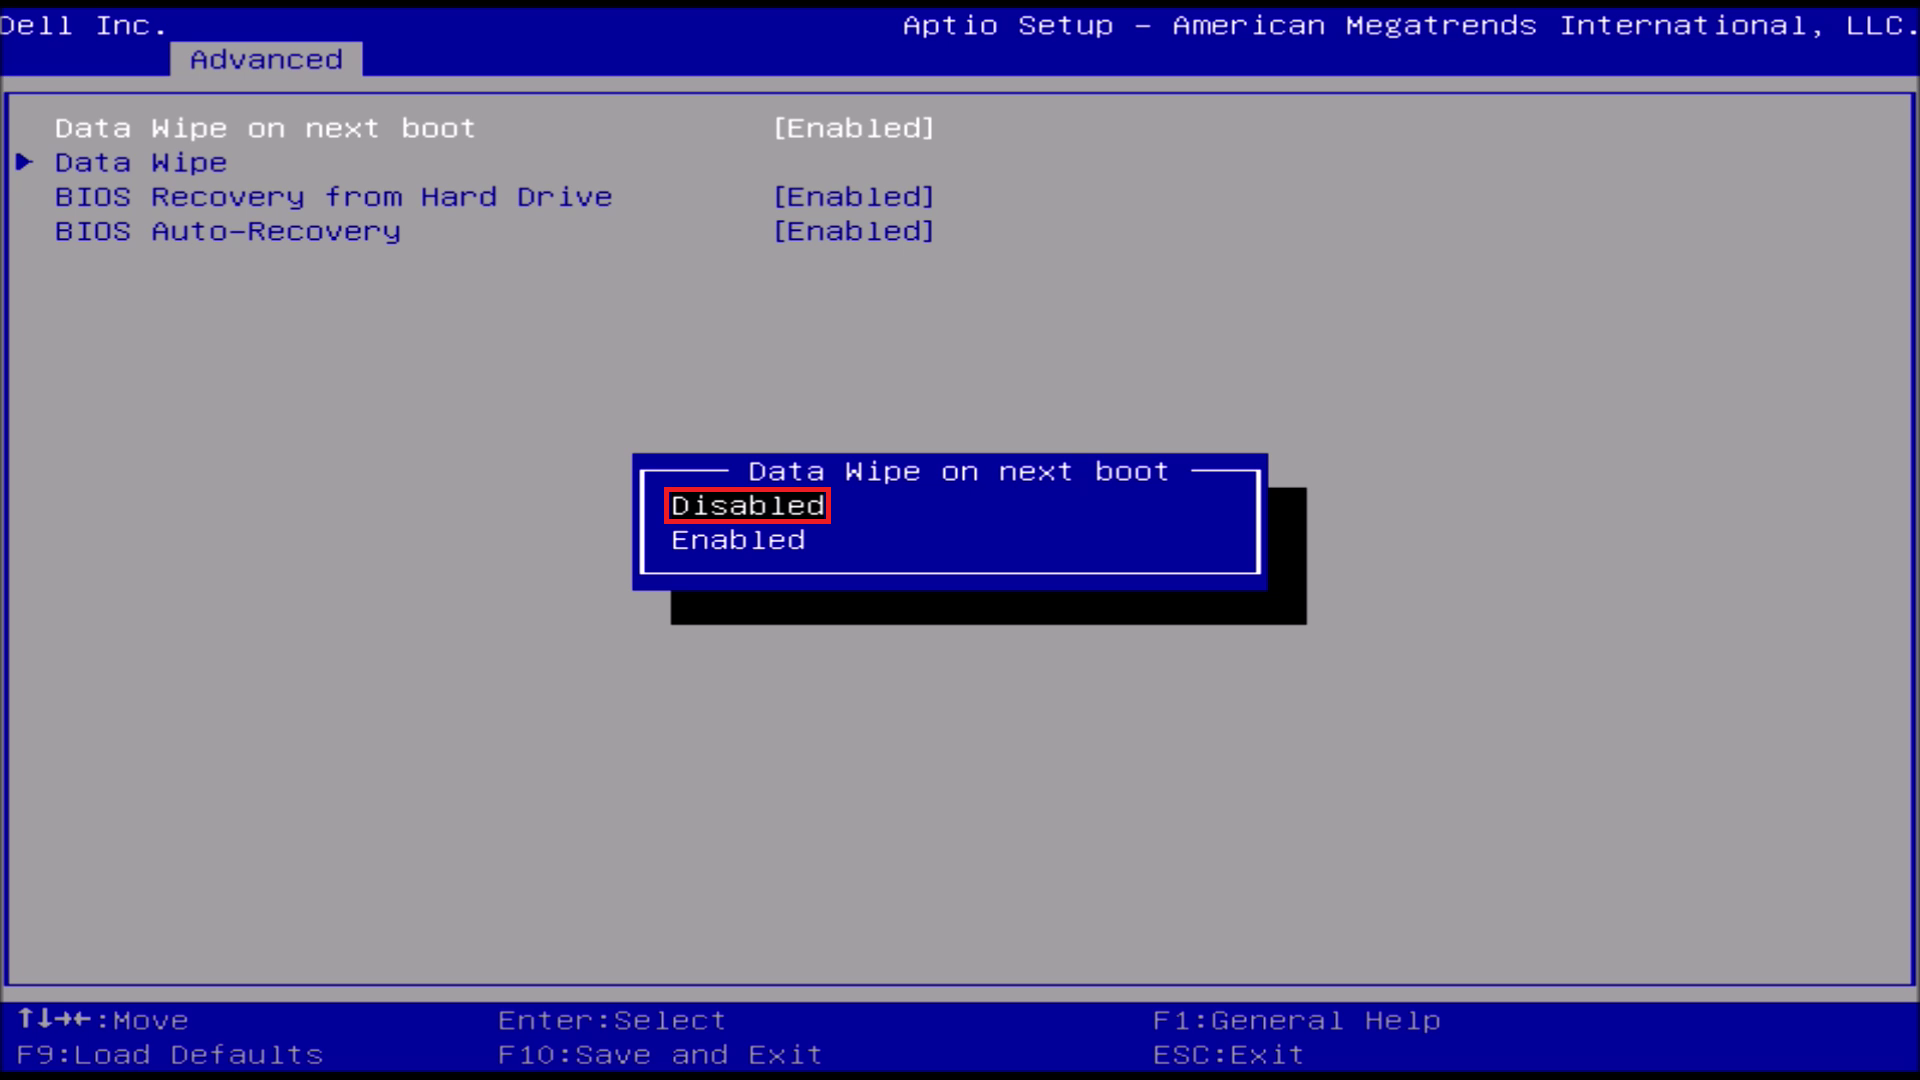 Dell Inc. Aptio Setup – American Megatrends International, LLC.
Advanced
Data Wipe on next boot [Enabled]
Data Wipe
BIOS Recovery from Hard Drive [Enabled]
BIOS Auto-Recovery [Enabled]
Data Wipe on next boot
Disabled
Enabled
↑↓→←:Move Enter:Select F1:General Help
F9:Load Defaults F10:Save and Exit ESC:Exit